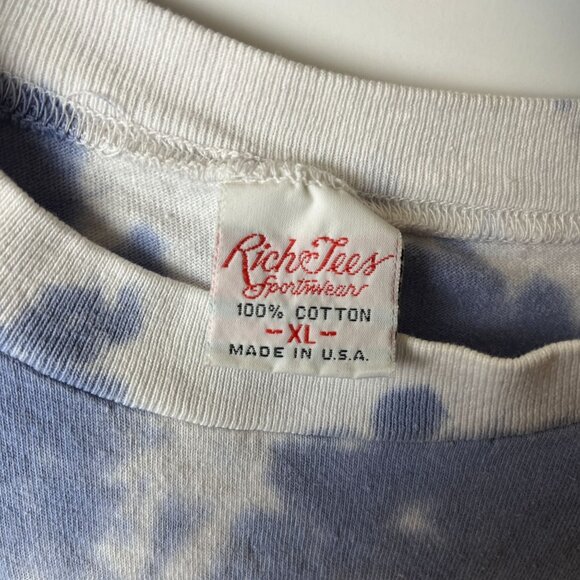 Rich Tees
Sportswear
100% COTTON
-XL-
MADE IN U.S.A.